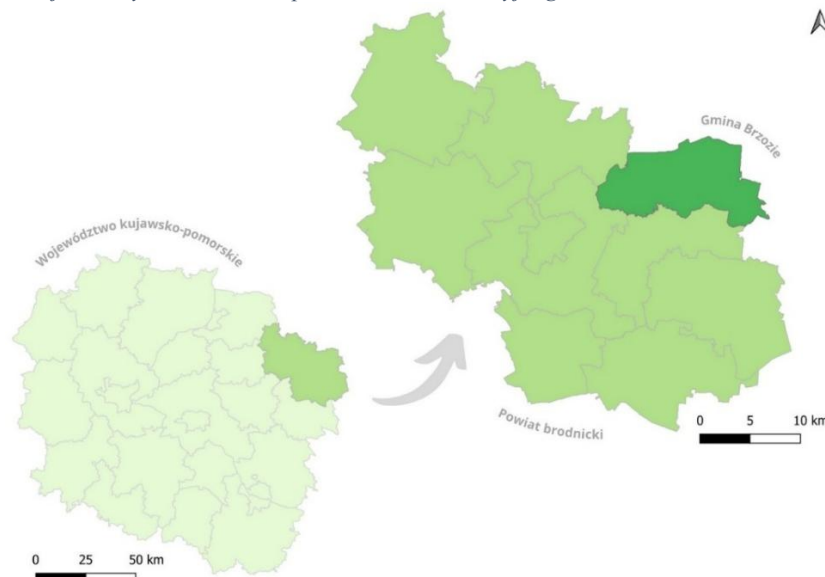 Gmina Brzozie
Województwo kujawsko-pomorskie
Powiat brodnicki
0 5 10 km
0 25 50 km